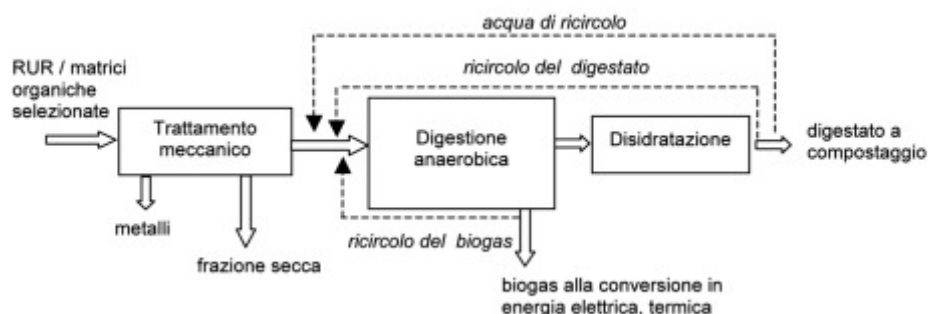 acqua di ricircolo
RUR / matrici
organiche
selezionate
ricircolo del digestato
Trattamento
meccanico
Digestione
anaerobica
Disidratazione
digestato a
compostaggio
metalli
ricircolo del biogas
frazione secca
biogas alla conversione in
energia elettrica, termica